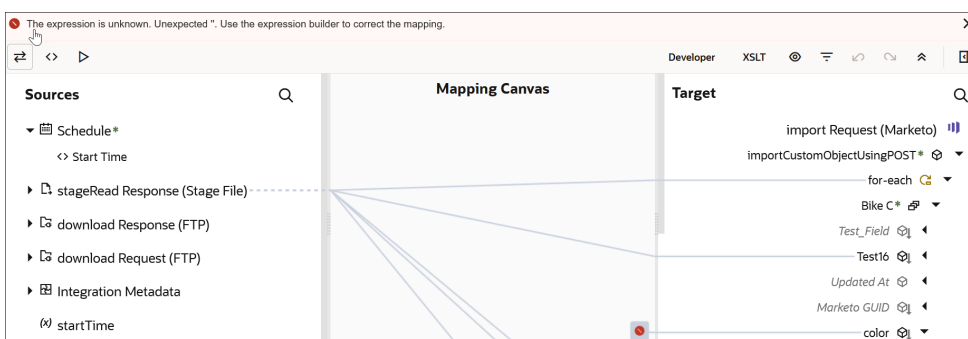 The expression is unknown. Unexpected ". Use the expression builder to correct the mapping.
Developer XSLT
Sources
Mapping Canvas
Target
Schedule*
Start Time
stageRead Response (Stage File)
download Response (FTP)
download Request (FTP)
Integration Metadata
(x) startTime
import Request (Marketo)
importCustomObjectUsingPOST*
for-each
Bike C*
Test_Field
Test16
Updated At
Marketo GUID
color